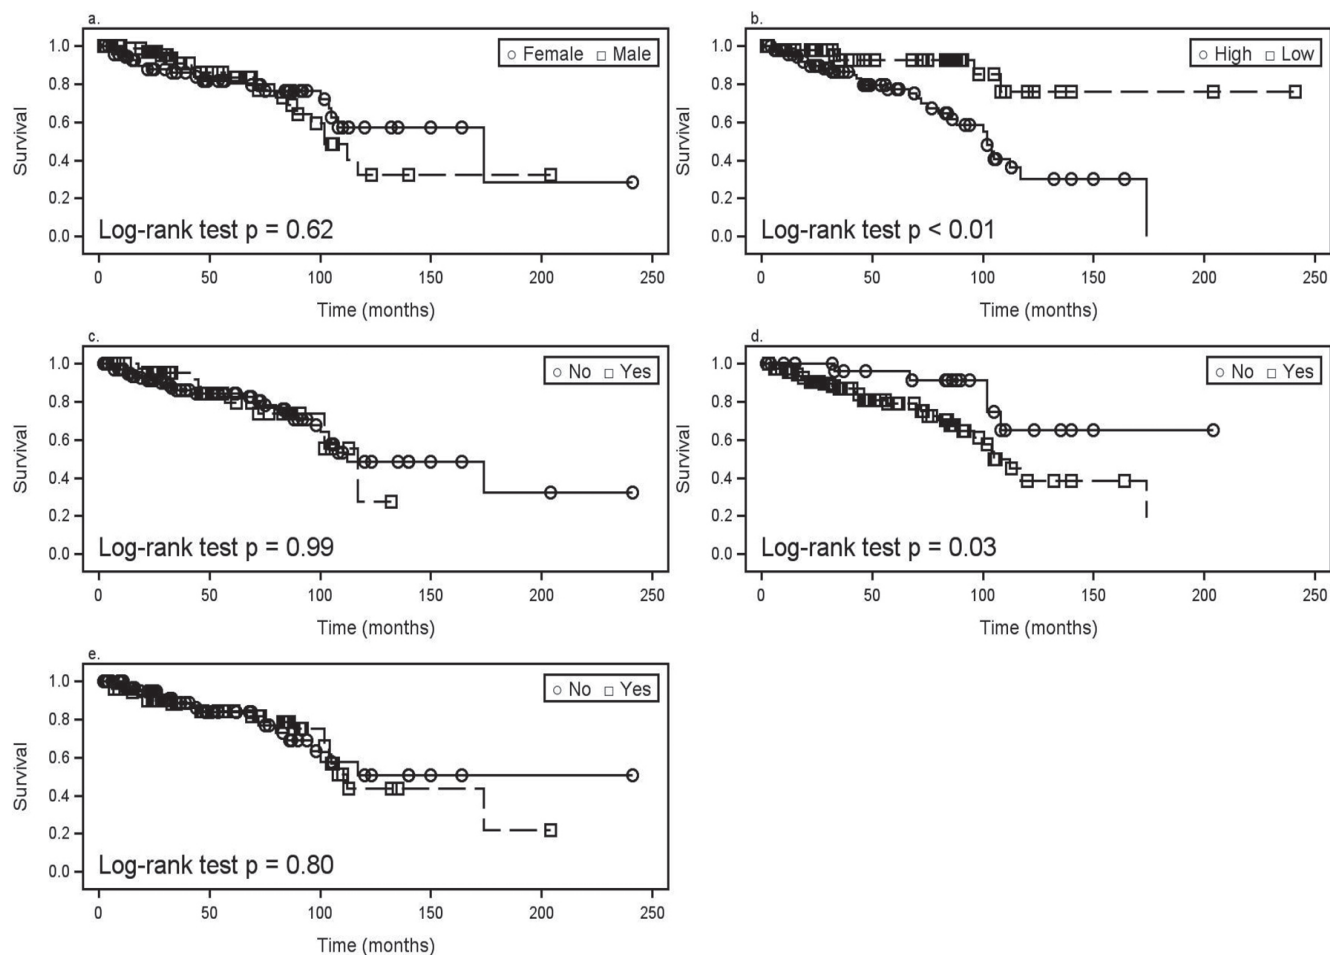 a.
Survival
1.0
0.8
0.6
0.4
0.2
0.0
○ Female □ Male
Log-rank test p = 0.62
0 50 100 150 200 250
Time (months)
b.
Survival
1.0
0.8
0.6
0.4
0.2
0.0
○ High □ Low
Log-rank test p < 0.01
0 50 100 150 200 250
Time (months)
c.
Survival
1.0
0.8
0.6
0.4
0.2
0.0
○ No □ Yes
Log-rank test p = 0.99
0 50 100 150 200 250
Time (months)
d.
Survival
1.0
0.8
0.6
0.4
0.2
0.0
○ No □ Yes
Log-rank test p = 0.03
0 50 100 150 200 250
Time (months)
e.
Survival
1.0
0.8
0.6
0.4
0.2
0.0
○ No □ Yes
Log-rank test p = 0.80
0 50 100 150 200 250
Time (months)